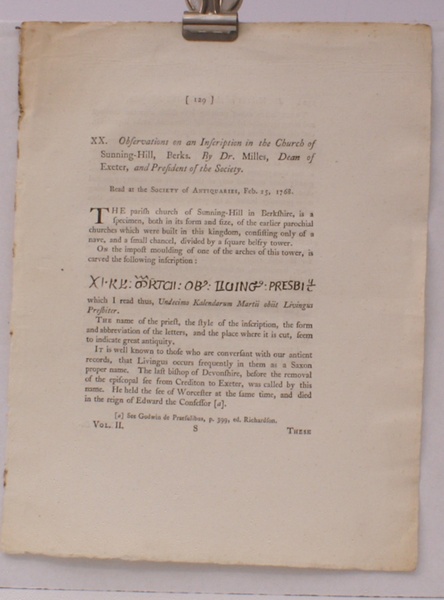 [ 129 ]
XX. Obſervations on an Inſcription in the Church of
Sunning-Hill, Berks. By Dr. Milles, Dean of
Exeter, and Preſident of the Society.
Read at the SOCIETY of ANTIQUARIES, Feb. 13, 1768.
THE pariſh church of Sunning-Hill in Berkſhire, is a
ſpecimen, both in its form and ſize, of the earlier parochial
churches which were built in this kingdom, conſiſting only of a
nave, and a ſmall chancel, divided by a ſquare belfry tower.
On the impoſt moulding of one of the arches of this tower, is
carved the following inſcription:
which I read thus, Undecimo Kalendarum Martii obiit Livingus
Preſbiter.
THE name of the prieſt, the ſtyle of the inſcription, the form
and abbreviation of the letters, and the place where it is cut, ſeem
to indicate great antiquity.
IT is well known to thoſe who are converſant with our antient
records, that Livingus occurs frequently in them as a SAXON
proper name. The laſt biſhop of Devonſhire, before the removal
of the epiſcopal ſee from Crediton to Exeter, was called by this
name. He held the ſee of Worceſter at the ſame time, and died
in the reign of Edward the Confeſſor [a].
[a] See Godwin de Præſulibus, p. 399, ed. Richardſon.
VOL. II. S THESE